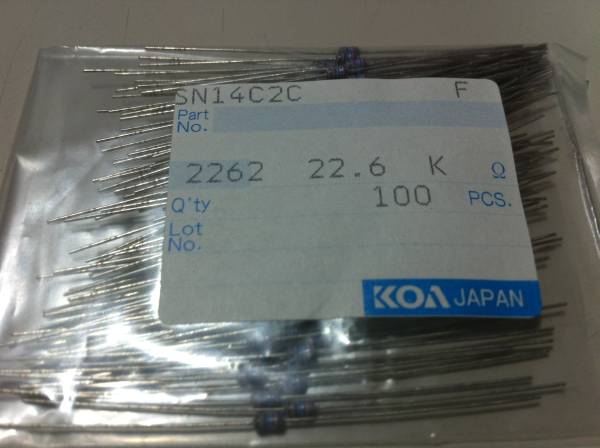 SN14C2C F
Part
No.
2262 22.6 K Ω
Q'ty 100 PCS.
Lot
No.
KOA JAPAN